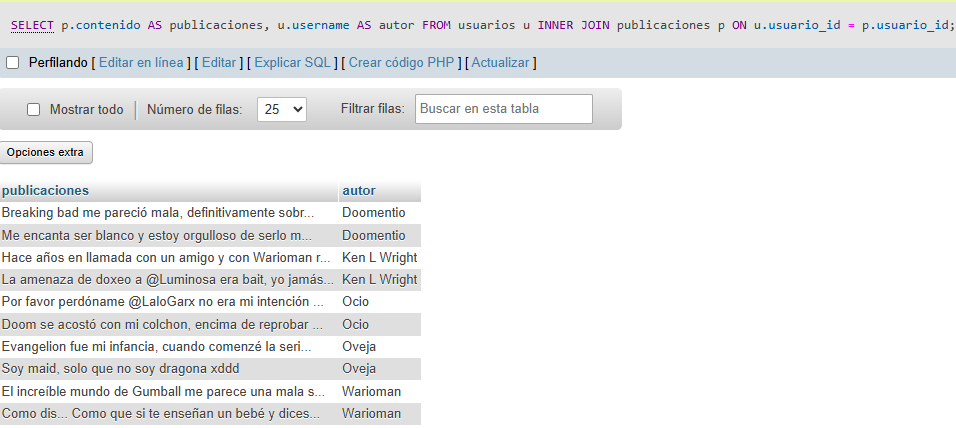 SELECT p.contenido AS publicaciones, u.username AS autor FROM usuarios u INNER JOIN publicaciones p ON u.usuario_id = p.usuario_id;
Perfilando [ Editar en línea ] [ Editar ] [ Explicar SQL ] [ Crear código PHP ] [ Actualizar ]
Mostrar todo | Número de filas: 25 Filtrar filas: Buscar en esta tabla
Opciones extra
publicaciones autor
Breaking bad me pareció mala, definitivamente sobr... Doomentio
Me encanta ser blanco y estoy orgulloso de serlo m... Doomentio
Hace años en llamada con un amigo y con Warioman r... Ken L Wright
La amenaza de doxeo a @Luminosa era bait, yo jamás... Ken L Wright
Por favor perdóname @LaloGarx no era mi intención ... Ocio
Doom se acostó con mi colchon, encima de reprobar ... Ocio
Evangelion fue mi infancia, cuando comenzé la seri... Oveja
Soy maid, solo que no soy dragona xddd Oveja
El increíble mundo de Gumball me parece una mala s... Warioman
Como dis... Como que si te enseñan un bebé y dices... Warioman